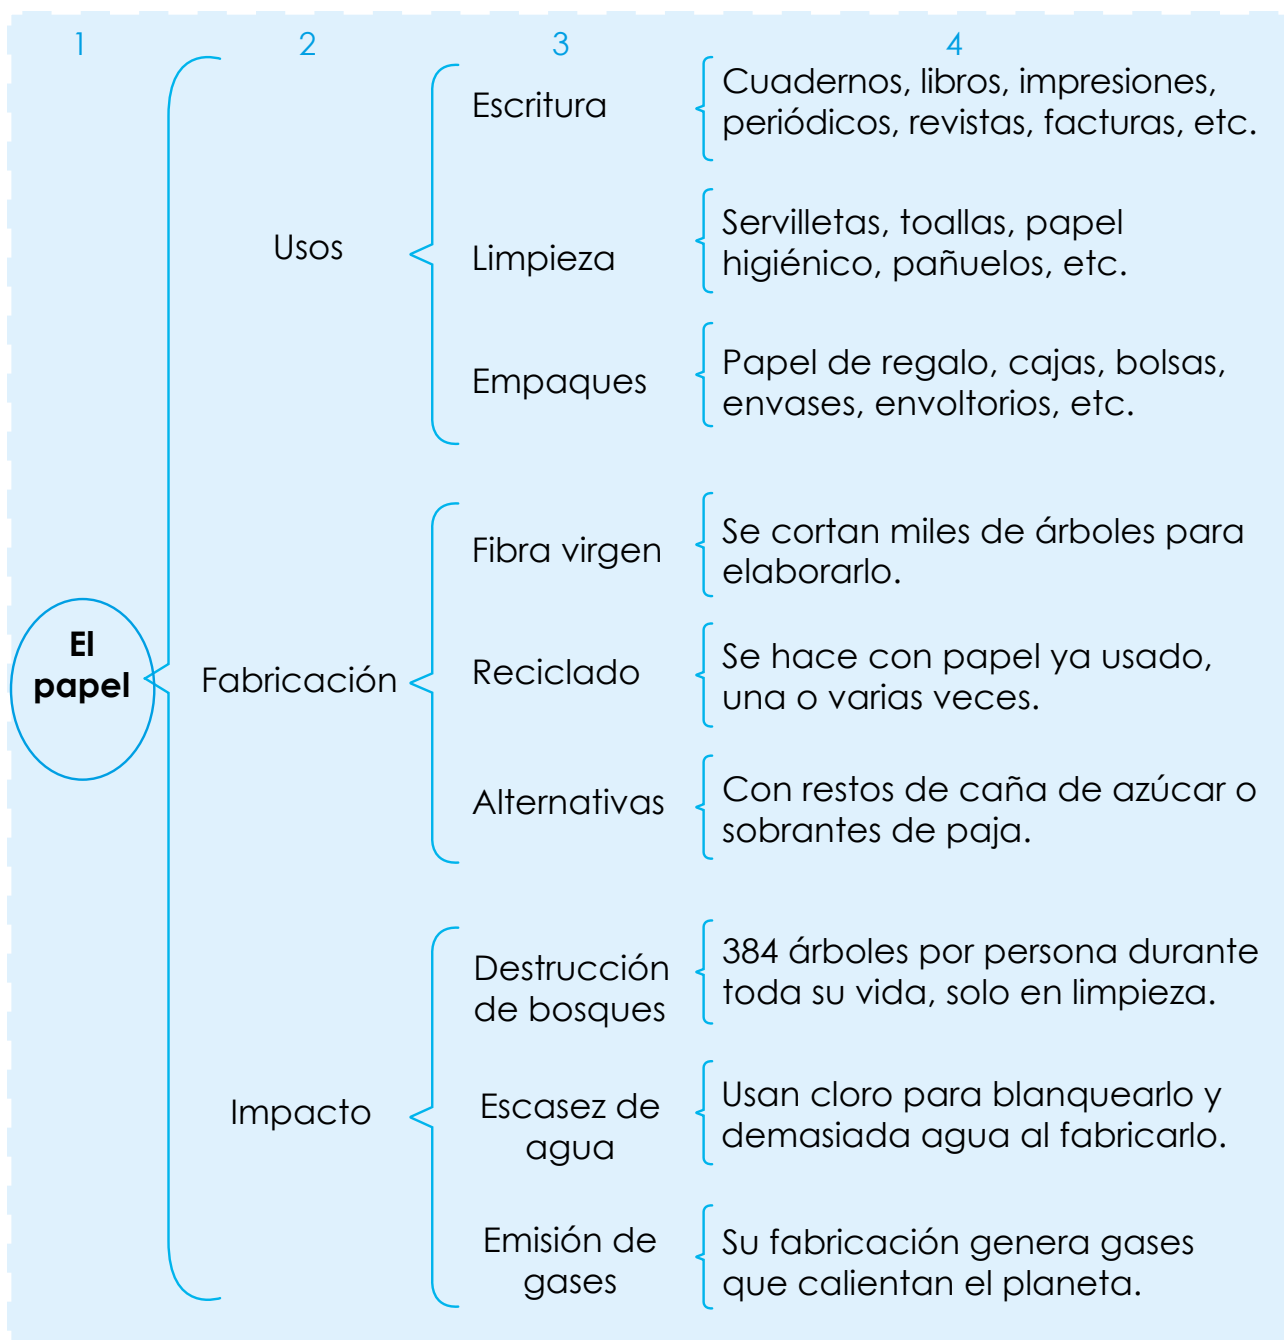 1
2
3
4
El
papel
Usos
Escritura
Cuadernos, libros, impresiones,
periódicos, revistas, facturas, etc.
Limpieza
Servilletas, toallas, papel
higiénico, pañuelos, etc.
Empaques
Papel de regalo, cajas, bolsas,
envases, envoltorios, etc.
Fabricación
Fibra virgen
Se cortan miles de árboles para
elaborarlo.
Reciclado
Se hace con papel ya usado,
una o varias veces.
Alternativas
Con restos de caña de azúcar o
sobrantes de paja.
Impacto
Destrucción
de bosques
384 árboles por persona durante
toda su vida, solo en limpieza.
Escasez de
agua
Usan cloro para blanquearlo y
demasiada agua al fabricarlo.
Emisión de
gases
Su fabricación genera gases
que calientan el planeta.